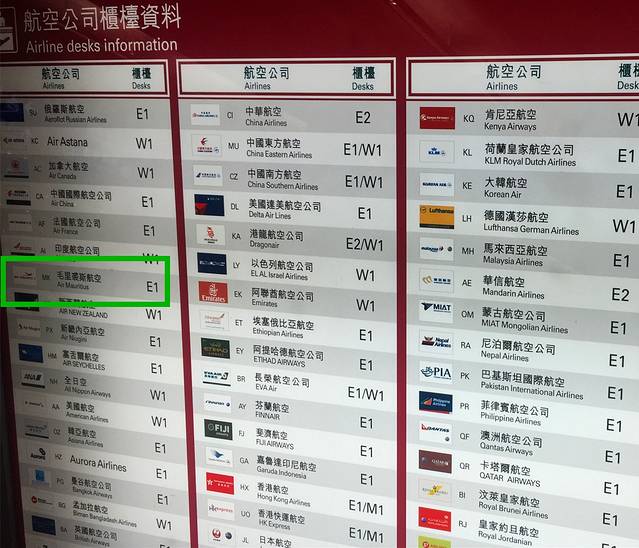 航空公司櫃檯資料
Airline desks information
航空公司 櫃檯
Airlines Desks
SU 俄羅斯航空 E1
Aeroflot Russian Airlines
KC Air Astana W1
AC 加拿大航空 W1
Air Canada
CA 中國國際航空公司 E1
Air China
AF 法國航空公司 E1
Air France
AI 印度航空公司 W1
MK 毛里裘斯航空 E1
Air Mauritius
AIR NEW ZEALAND W1
PX 新畿內亞航空 E1
Air Niugini
HM 塞舌爾航空 E1
AIR SEYCHELLES
NH 全日空 W1
All Nippon Airways
AA 美國航空 W1
American Airlines
OZ 韓亞航空 E1
Asiana Airlines
HZ Aurora Airlines E1
PG 曼谷航空公司 E1
Bangkok Airways
BG 孟加拉航空 W1
Biman Bangladesh Airlines
BA 英國航空公司
British Airways
航空公司 櫃檯
Airlines Desks
CI 中華航空 E2
China Airlines
MU 中國東方航空 E1/W1
China Eastern Airlines
CZ 中國南方航空 E1/W1
China Southern Airlines
DL 美國達美航空公司 E1
Delta Air Lines
KA 港龍航空公司 E2/W1
Dragonair
LY 以色列航空公司 W1
EL AL Israel Airlines
EK 阿聯酋航空公司 W1
Emirates
ET 埃塞俄比亞航空 E1
Ethiopian Airlines
EY 阿提哈德航空公司 E1
ETIHAD AIRWAYS
BR 長榮航空公司 E1/W1
EVA Air
AY 芬蘭航空 E1
FINNAIR
FJ 斐濟航空 E1
FIJI AIRWAYS
GA 嘉魯達印尼航空 E1
Garuda Indonesia
HX 香港航空 E1/M1
Hong Kong Airlines
UO 香港快運航空 E1/M1
HK Express
JL 日本航空
航空公司 櫃檯
Airlines Desks
KQ 肯尼亞航空 W1
Kenya Airways
KL 荷蘭皇家航空公司 E1
KLM Royal Dutch Airlines
KE 大韓航空 E1
Korean Air
LH 德國漢莎航空 W1
Lufthansa German Airlines
MH 馬來西亞航空 E1
Malaysia Airlines
AE 華信航空 E2
Mandarin Airlines
OM 蒙古航空公司 E1
MIAT Mongolian Airlines
RA 尼泊爾航空公司 E1
Nepal Airlines
PK 巴基斯坦國際航空 E1
Pakistan International Airlines
PR 菲律賓航空公司 E1
Philippine Airlines
QF 澳洲航空公司 E1
Qantas Airways
QR 卡塔爾航空 E1
QATAR AIRWAYS
BI 汶萊皇家航空 E1
Royal Brunei Airlines
RJ 皇家約旦航空 E1
Royal Jordanian